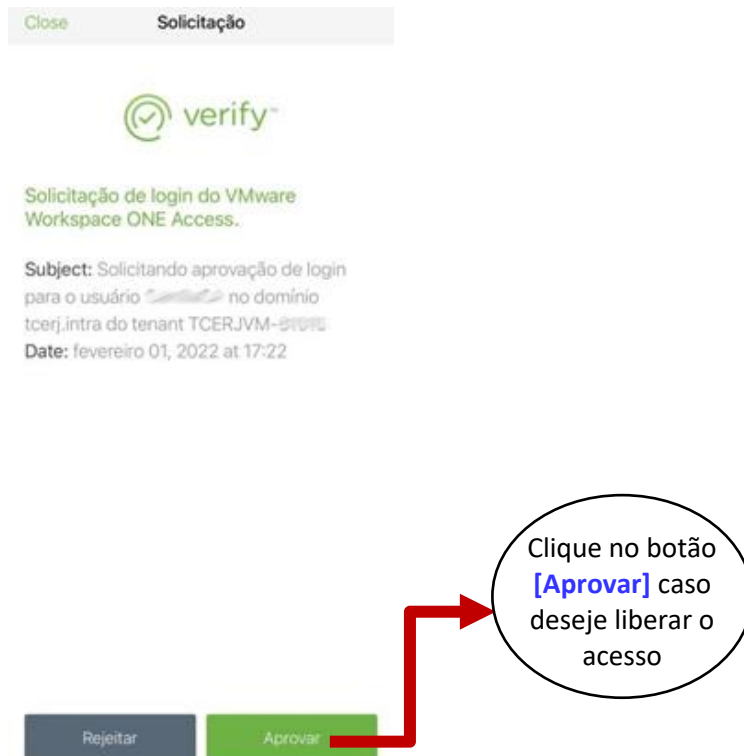 Close Solicitação
verify™
Solicitação de login do VMware
Workspace ONE Access.
Subject: Solicitando aprovação de login
para o usuário no domínio
tcerj.intra do tenant TCERJVM-
Date: fevereiro 01, 2022 at 17:22
Clique no botão
[Aprovar] caso
deseje liberar o
acesso
Rejeitar Aprovar